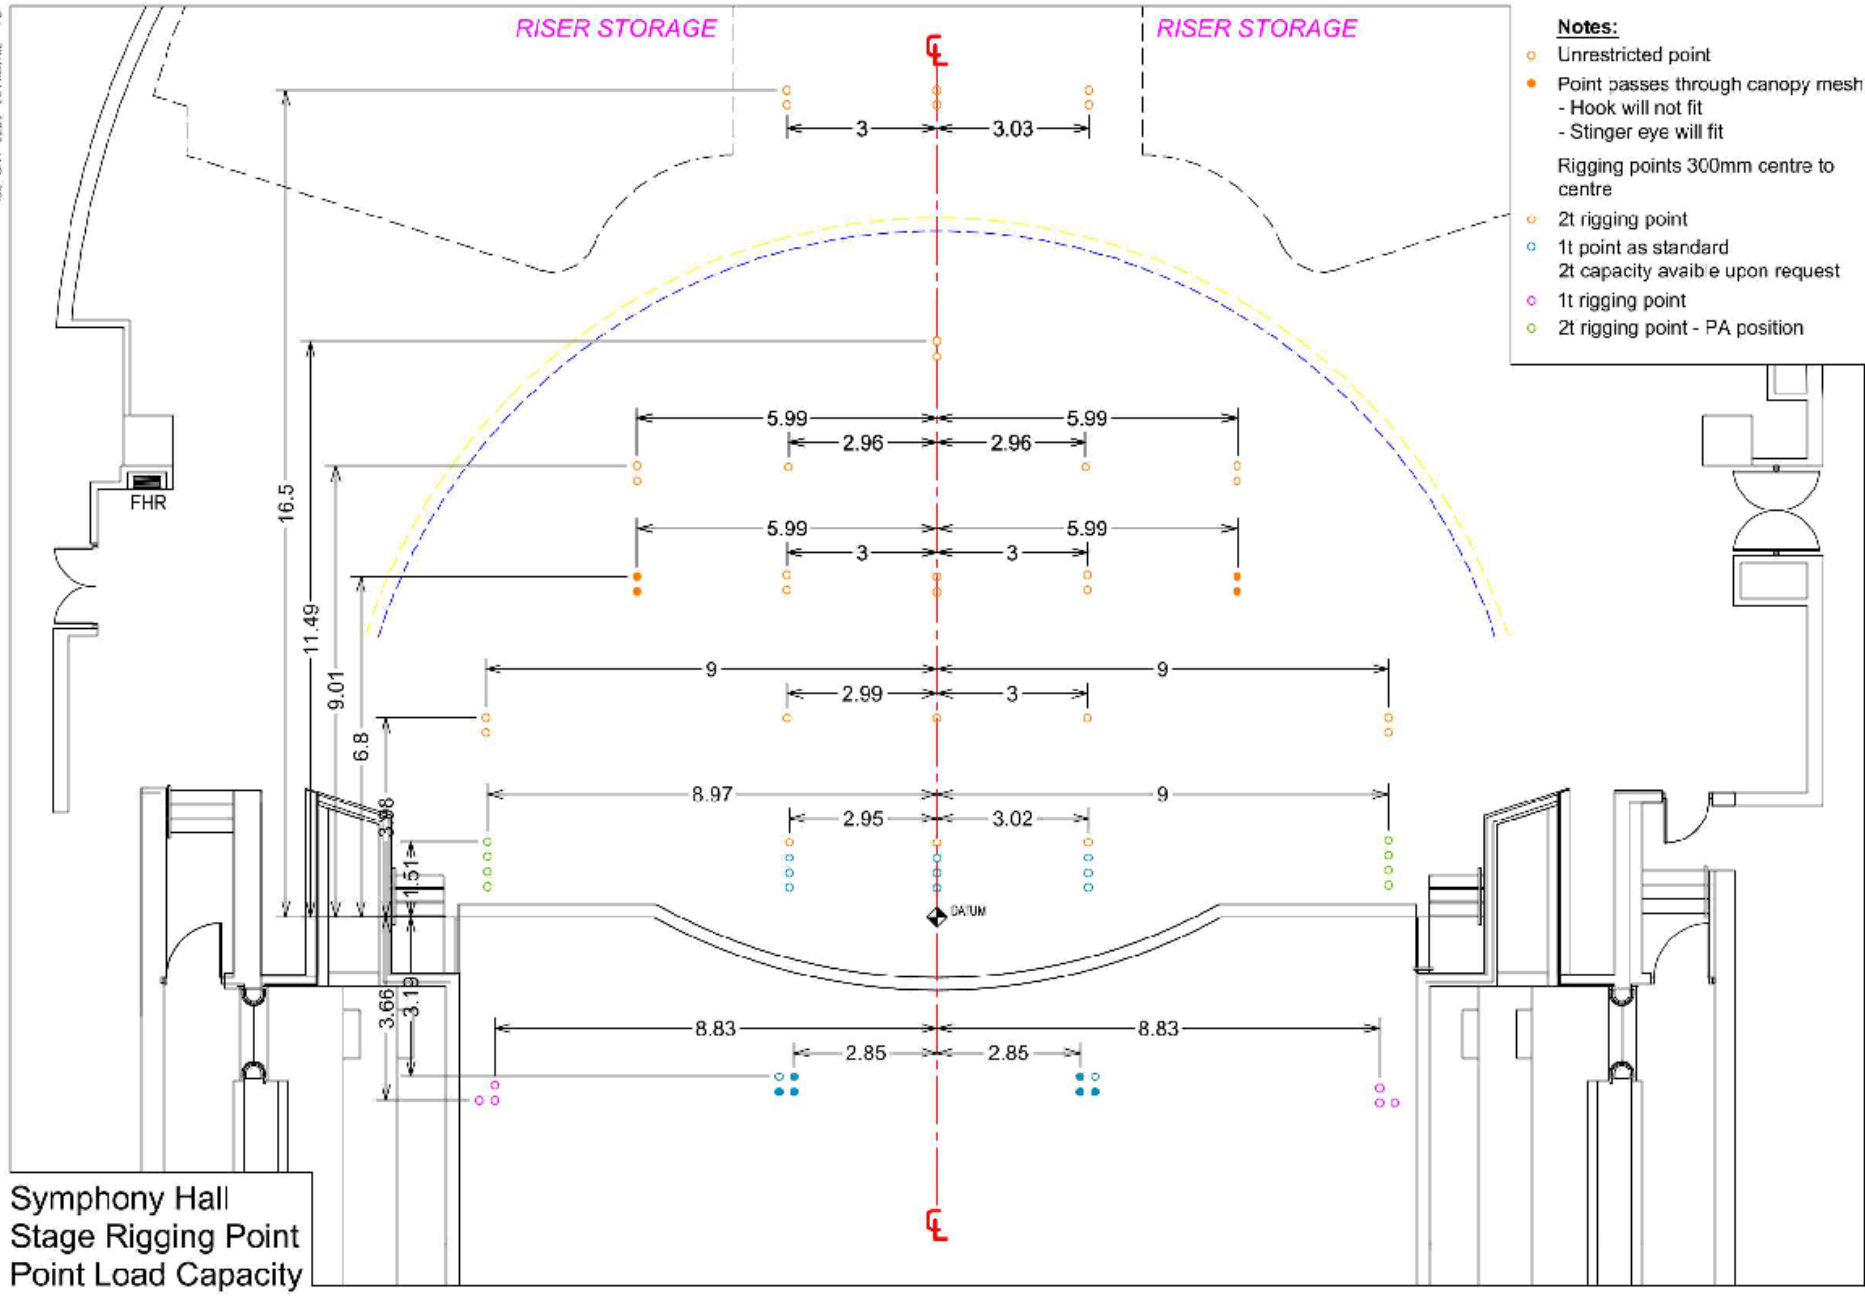 RISER STORAGE
RISER STORAGE
Notes:
Unrestricted point
Point passes through canopy mesh
- Hook will not fit
- Stinger eye will fit
Rigging points 300mm centre to
centre
2t rigging point
1t point as standard
2t capacity avaible upon request
1t rigging point
2t rigging point - PA position
3 3.03
5.99 5.99
2.96 2.96
16.5
FHR
5.99 5.99
3 3
11.49
9 9
9.01
2.99 3
6.8
8.97 9
3.98
2.95 3.02
1.51
DATUM
3.66
3.19
8.83 8.83
2.85 2.85
Symphony Hall
Stage Rigging Point
Point Load Capacity